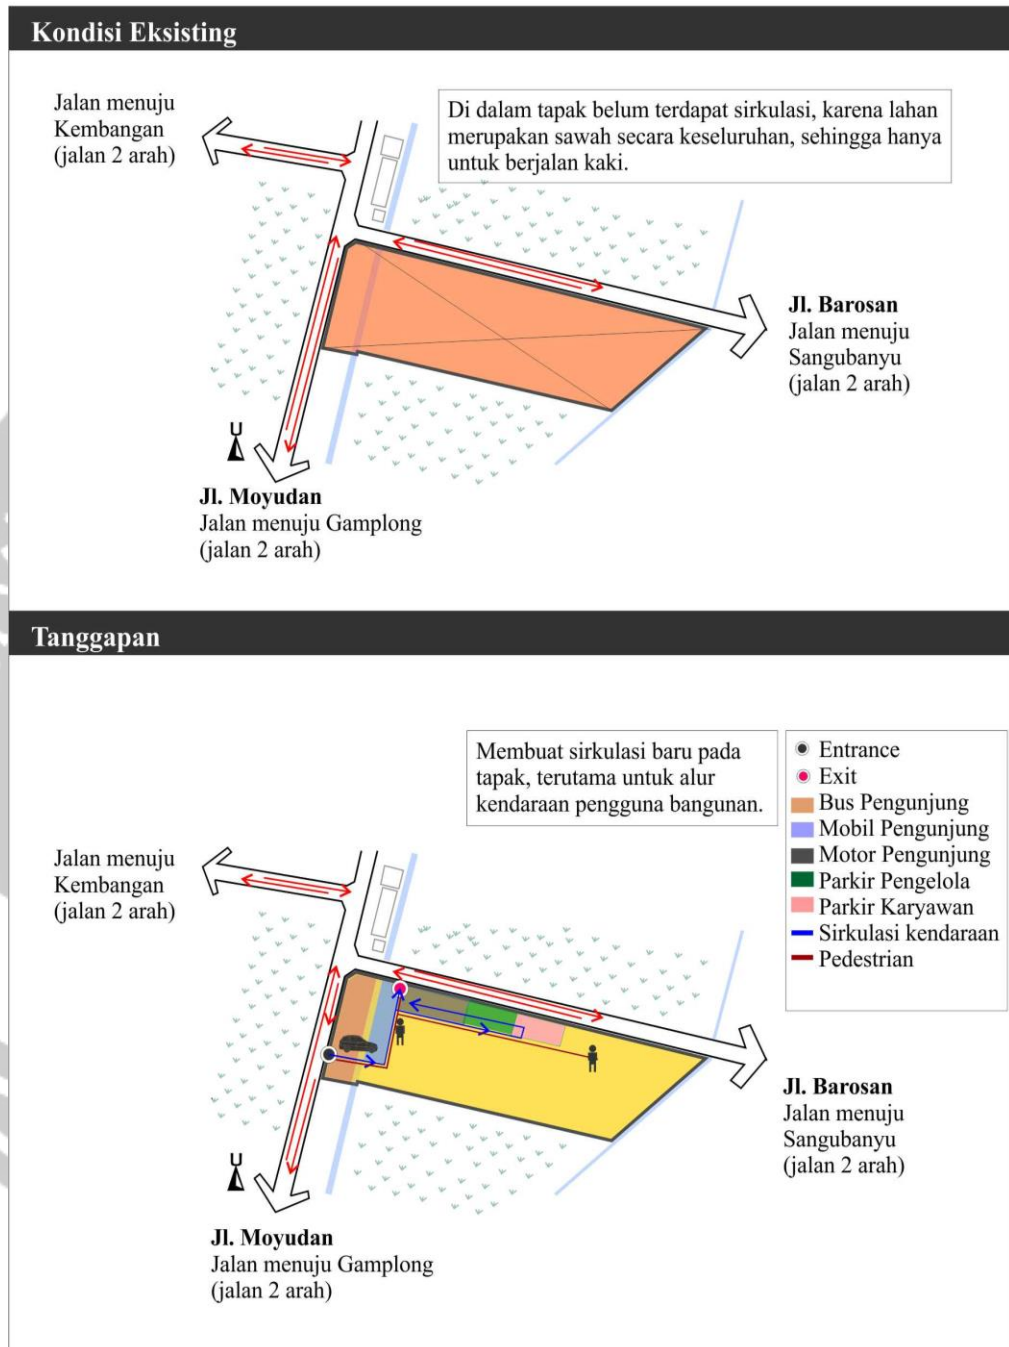 Kondisi Eksisting
Jalan menuju
Kembangan
(jalan 2 arah)
Di dalam tapak belum terdapat sirkulasi, karena lahan
merupakan sawah secara keseluruhan, sehingga hanya
untuk berjalan kaki.
Jl. Barosan
Jalan menuju
Sangubanyu
(jalan 2 arah)
U
Jl. Moyudan
Jalan menuju Gamplong
(jalan 2 arah)
Tanggapan
Membuat sirkulasi baru pada
tapak, terutama untuk alur
kendaraan pengguna bangunan.
Entrance
Exit
Bus Pengunjung
Mobil Pengunjung
Motor Pengunjung
Parkir Pengelola
Parkir Karyawan
Sirkulasi kendaraan
Pedestrian
Jalan menuju
Kembangan
(jalan 2 arah)
Jl. Barosan
Jalan menuju
Sangubanyu
(jalan 2 arah)
U
Jl. Moyudan
Jalan menuju Gamplong
(jalan 2 arah)